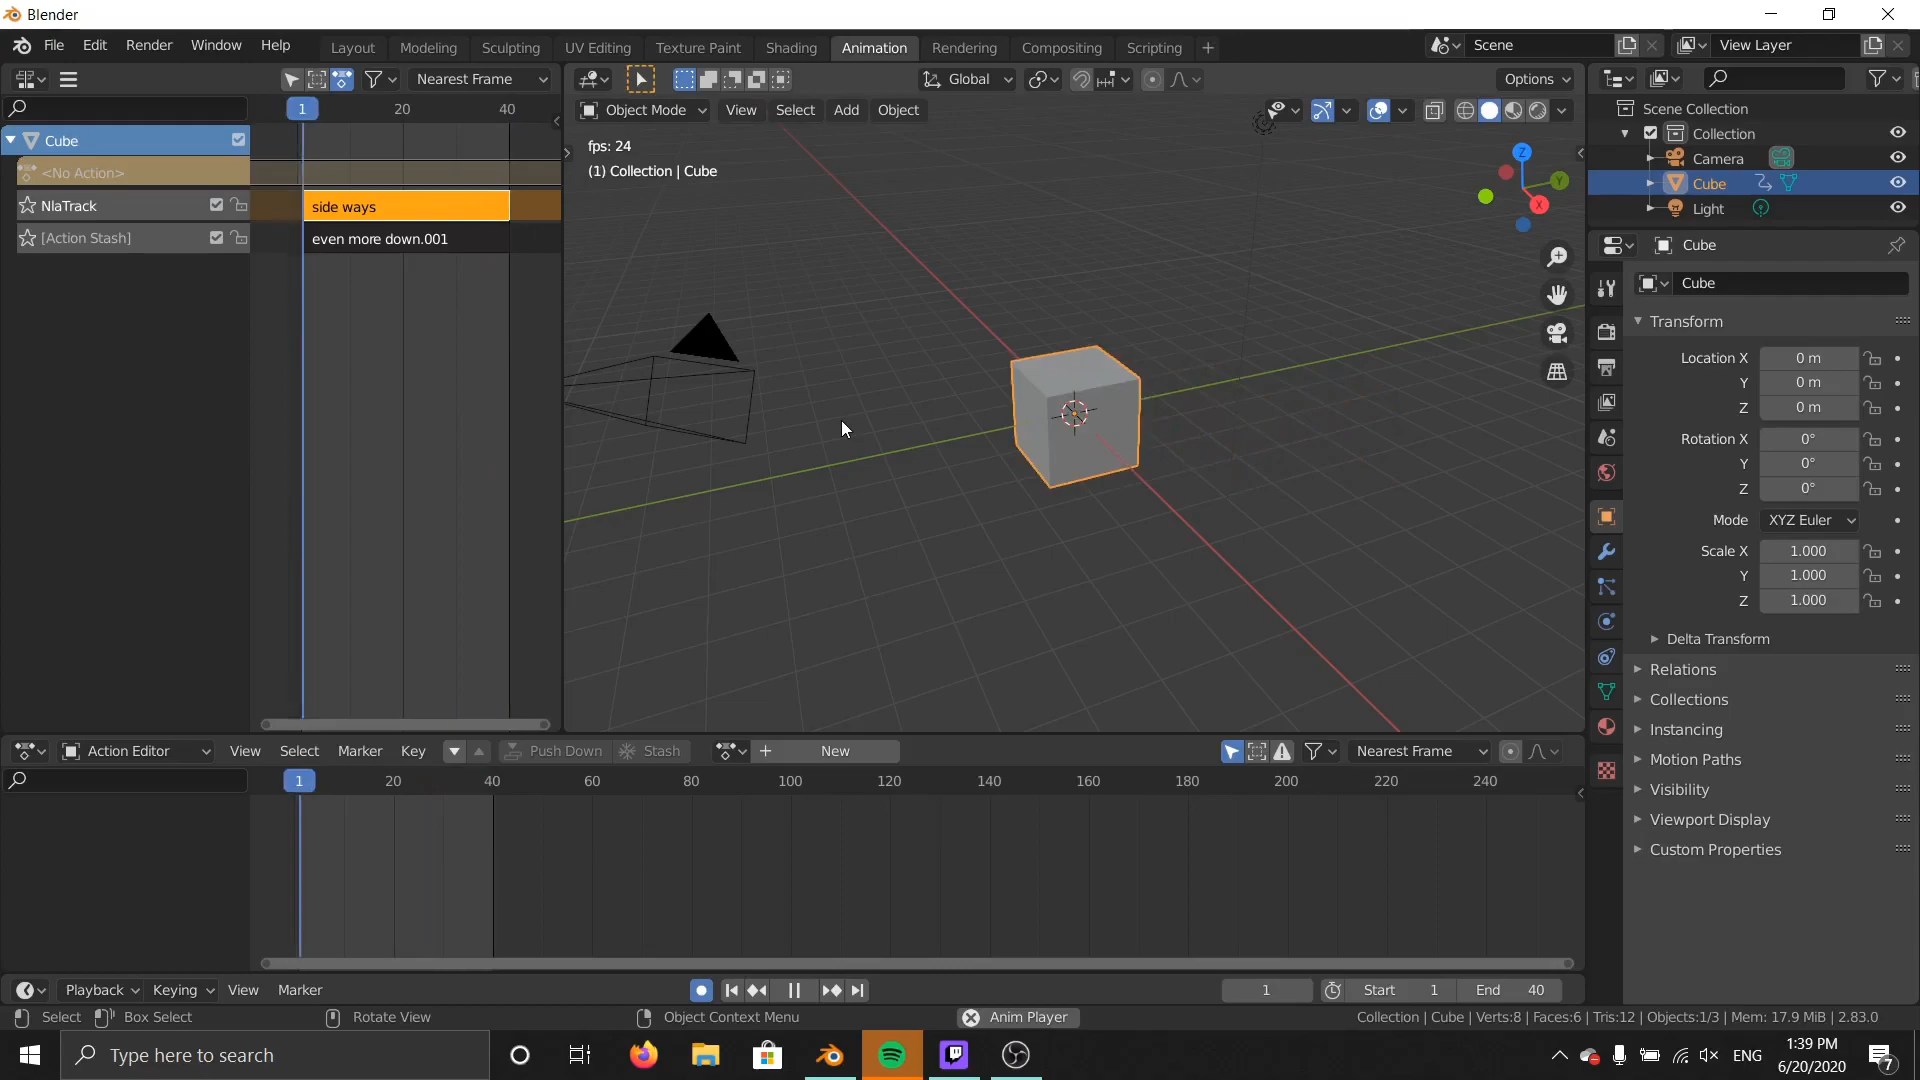 Blender
File Edit Render Window Help Layout Modeling Sculpting UV Editing Texture Paint Shading Animation Rendering Compositing Scripting + Scene View Layer
Nearest Frame Global Options
1 20 40 Object Mode View Select Add Object
Scene Collection
Cube fps: 24 Collection
<No Action> (1) Collection | Cube Camera
Z Y X Cube
NlaTrack side ways Light
[Action Stash] even more down.001 Cube
Cube
Transform
Location X 0 m
Y 0 m
Z 0 m
Rotation X 0°
Y 0°
Z 0°
Mode XYZ Euler
Scale X 1.000
Y 1.000
Z 1.000
Delta Transform
Relations
Collections
Instancing
Motion Paths
Visibility
Viewport Display
Custom Properties
Action Editor View Select Marker Key Push Down Stash + New Nearest Frame
1 20 40 60 80 100 120 140 160 180 200 220 240
Playback Keying View Marker 1 Start 1 End 40
Select Box Select Rotate View Object Context Menu Anim Player Collection | Cube | Verts:8 | Faces:6 | Tris:12 | Objects:1/3 | Mem: 17.9 MiB | 2.83.0
Type here to search ENG 1:39 PM
6/20/2020 7